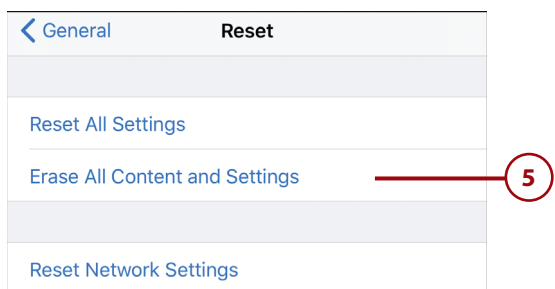 General Reset
Reset All Settings
Erase All Content and Settings 5
Reset Network Settings